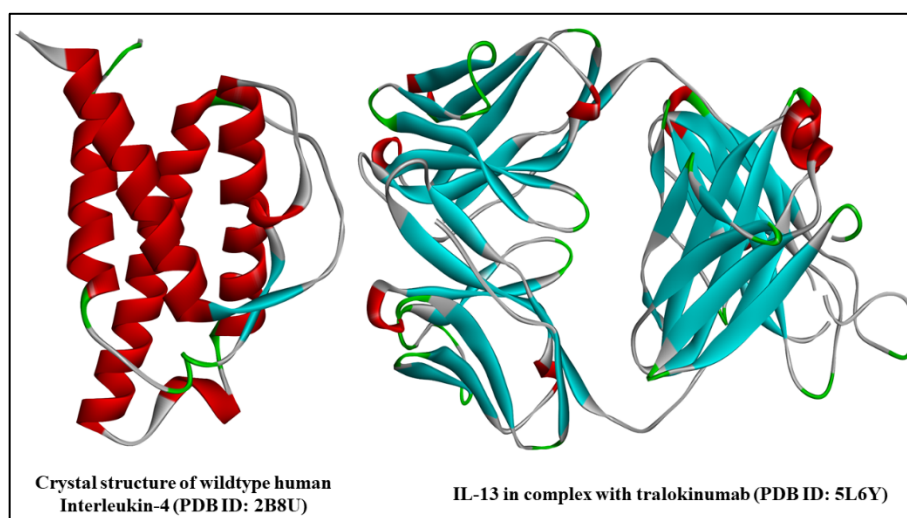 Crystal structure of wildtype human
Interleukin-4 (PDB ID: 2B8U)
IL-13 in complex with tralokinumab (PDB ID: 5L6Y)